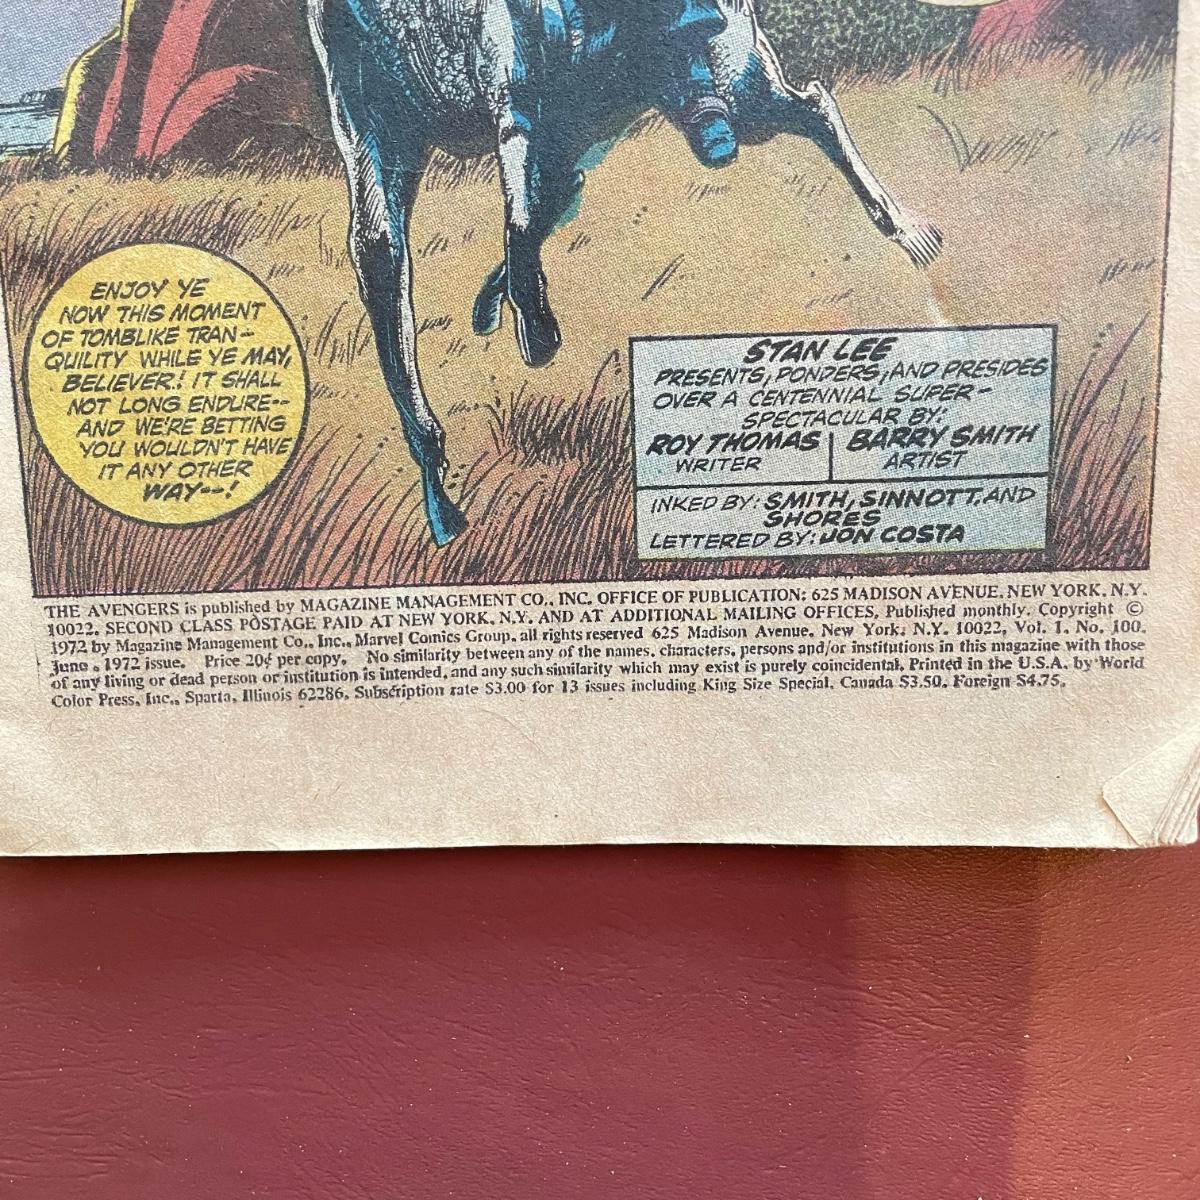 ENJOY YE
NOW THIS MOMENT
OF TOMBLIKE TRAN-
QUILITY WHILE YE MAY,
BELIEVER! IT SHALL
NOT LONG ENDURE--
AND WE'RE BETTING
YOU WOULDN'T HAVE
IT ANY OTHER
WAY--!
STAN LEE
PRESENTS, PONDERS, AND PRESIDES
OVER A CENTENNIAL SUPER-
SPECTACULAR BY:
ROY THOMAS | BARRY SMITH
WRITER ARTIST
INKED BY: SMITH, SINNOTT, AND
SHORES
LETTERED BY: JON COSTA
THE AVENGERS is published by MAGAZINE MANAGEMENT CO., INC. OFFICE OF PUBLICATION: 625 MADISON AVENUE, NEW YORK, N.Y.
10022. SECOND CLASS POSTAGE PAID AT NEW YORK, N.Y. AND AT ADDITIONAL MAILING OFFICES, Published monthly. Copyright ©
1972 by Magazine Management Co., Inc., Marvel Comics Group, all rights reserved 625 Madison Avenue, New York, N.Y. 10022, Vol. 1, No. 100,
June, 1972 issue. Price 20¢ per copy. No similarity between any of the names, characters, persons and/or institutions in this magazine with those
of any living or dead person or institution is intended, and any such similarity which may exist is purely coincidental. Printed in the U.S.A. by World
Color Press, Inc., Sparta, Illinois 62286. Subscription rate $3.00 for 13 issues including King Size Special. Canada $3.50. Foreign $4.75.